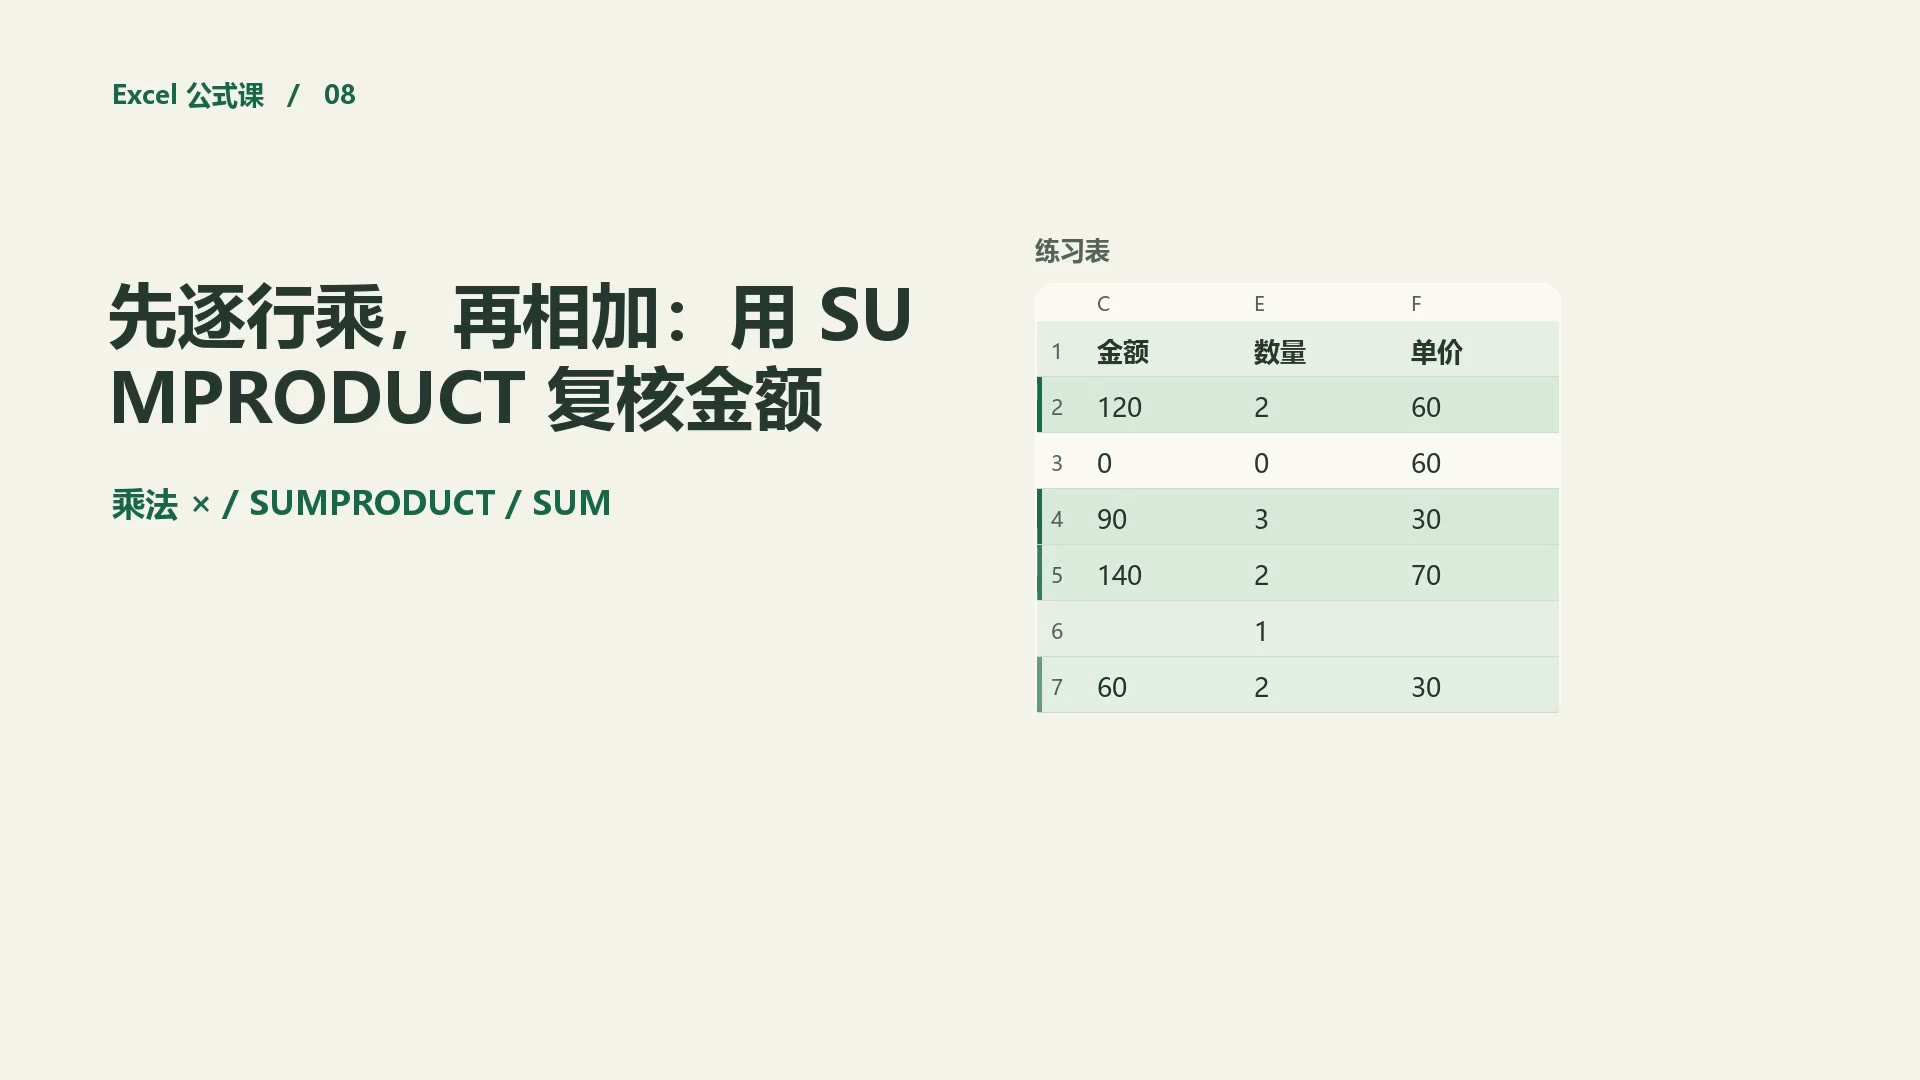 Excel 公式课 / 08
先逐行乘，再相加：用 SU
MPRODUCT 复核金额
乘法 × / SUMPRODUCT / SUM
练习表
C E F
1 金额 数量 单价
2 120 2 60
3 0 0 60
4 90 3 30
5 140 2 70
6 1
7 60 2 30